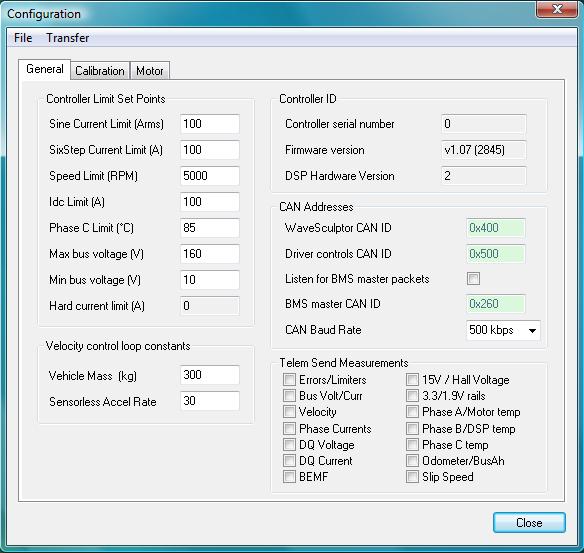 Configuration
File Transfer
General Calibration Motor
Controller Limit Set Points
Sine Current Limit (Arms) 100
SixStep Current Limit (A) 100
Speed Limit (RPM) 5000
Idc Limit (A) 100
Phase C Limit (°C) 85
Max bus voltage (V) 160
Min bus voltage (V) 10
Hard current limit (A) 0
Velocity control loop constants
Vehicle Mass (kg) 300
Sensorless Accel Rate 30
Controller ID
Controller serial number 0
Firmware version v1.07 (2845)
DSP Hardware Version 2
CAN Addresses
WaveSculptor CAN ID 0x400
Driver controls CAN ID 0x500
Listen for BMS master packets
BMS master CAN ID 0x260
CAN Baud Rate 500 kbps
Telem Send Measurements
Errors/Limiters 15V / Hall Voltage
Bus Volt/Curr 3.3/1.9V rails
Velocity Phase A/Motor temp
Phase Currents Phase B/DSP temp
DQ Voltage Phase C temp
DQ Current Odometer/BusAh
BEMF Slip Speed
Close